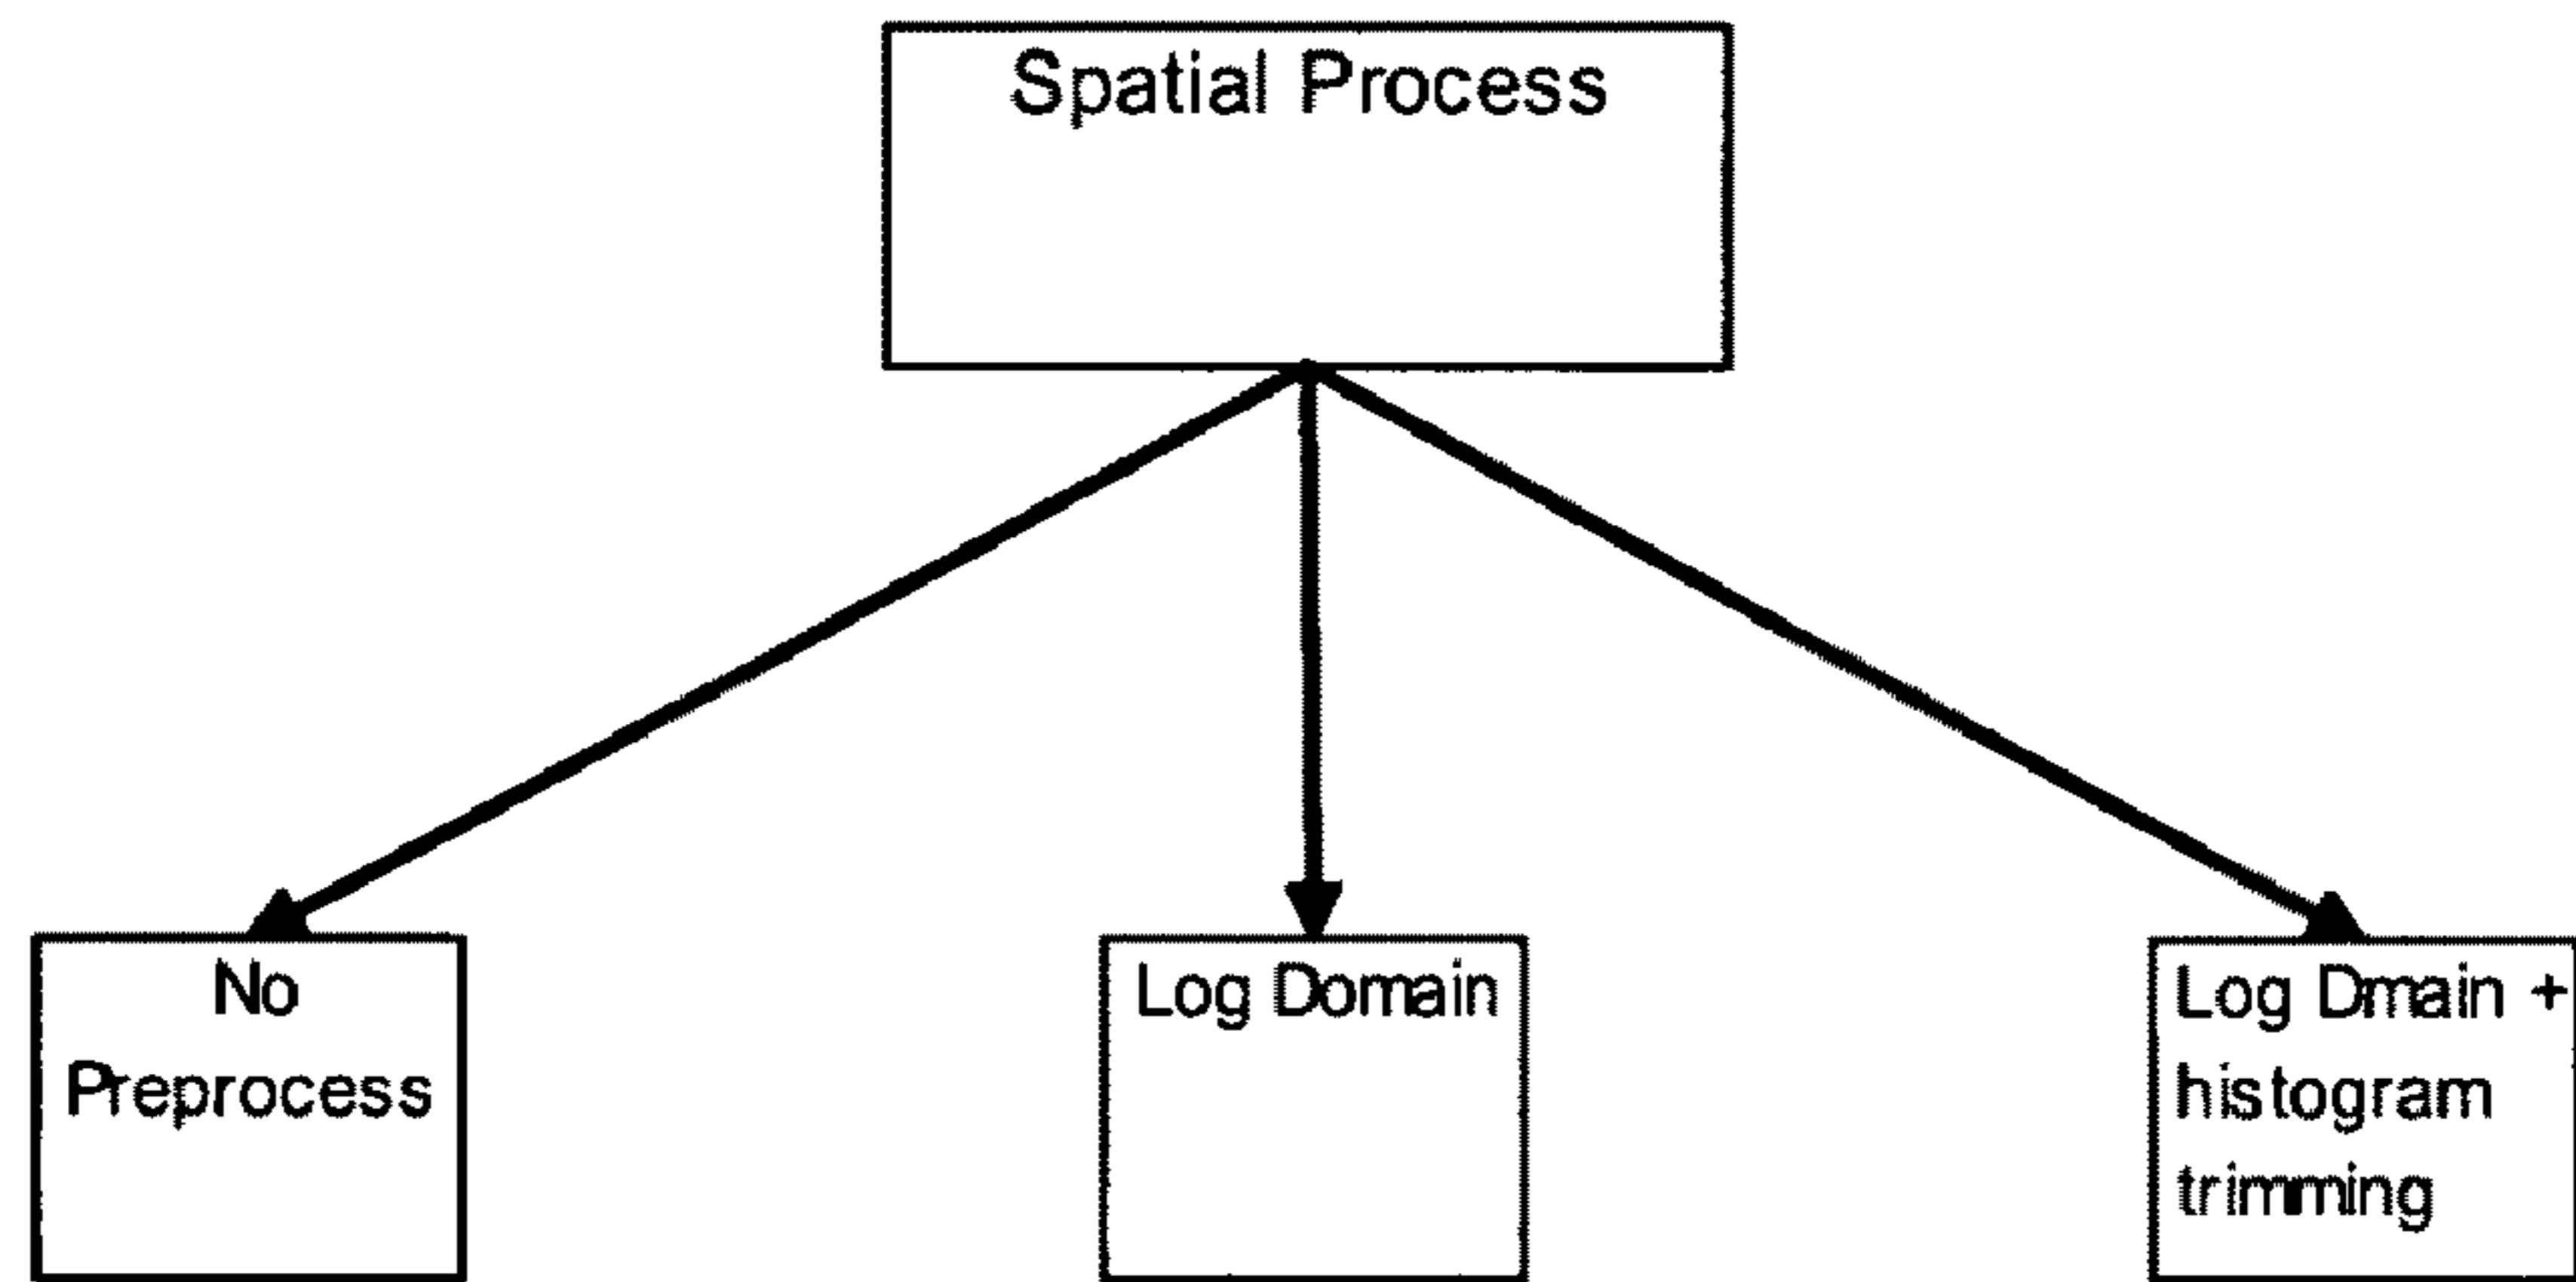 Spatial Process
No
Preprocess
Log Domain
Log Dmain +
histogram
trimming